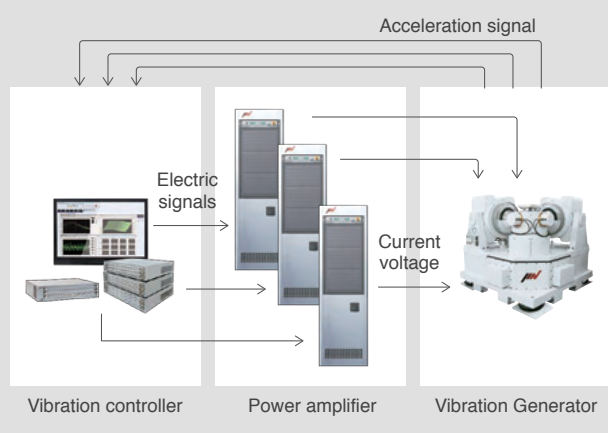 Acceleration signal
Electric
signals
Current
voltage
Vibration controller
Power amplifier
Vibration Generator